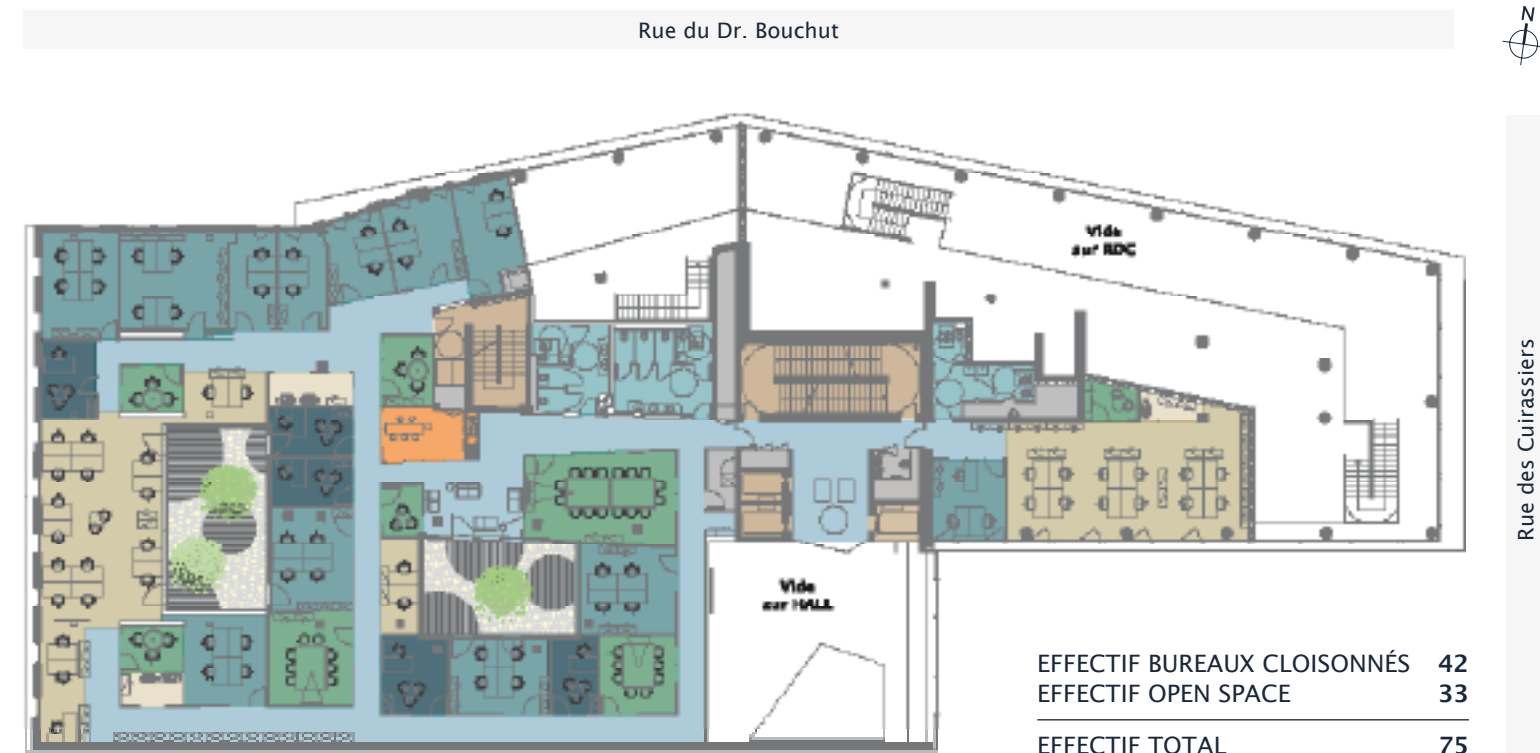 Rue du Dr. Bouchut
N
Vide
sur RDC
Rue des Cuirassiers
Vide
sur HALL
EFFECTIF BUREAUX CLOISONNÉS 42
EFFECTIF OPEN SPACE 33
EFFECTIF TOTAL 75